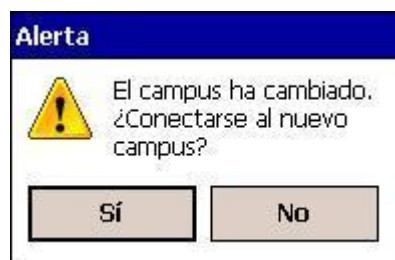 Alerta
El campus ha cambiado.
¿Conectarse al nuevo
campus?
Sí
No